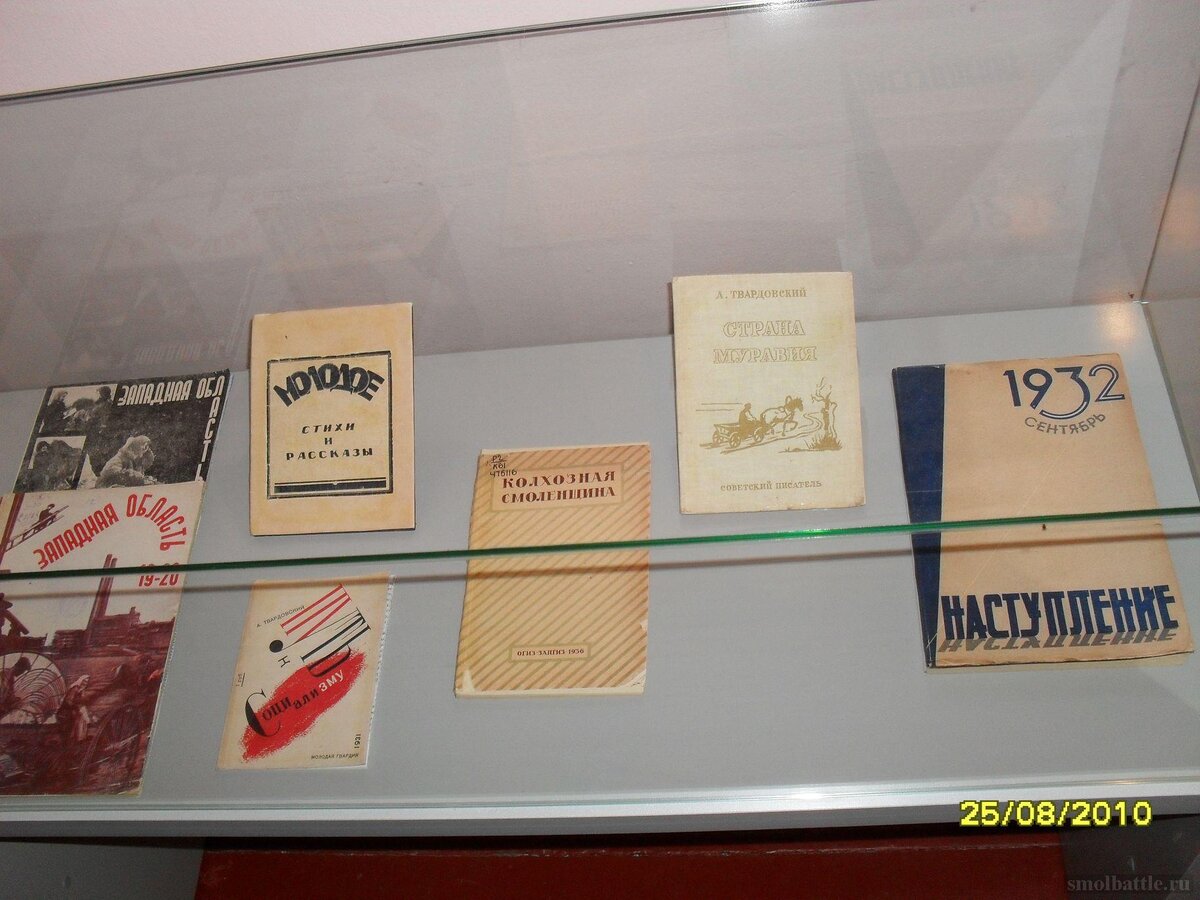 ЗАПАДНАЯ ОБЛАСТЬ
ЗАПАДНАЯ ОБЛАСТЬ
19-20
МОЛОДОЕ
СТИХИ
И
РАССКАЗЫ
А. ТВАРДОВСКИЙ
СОЦИАЛИЗМУ
МОЛОДАЯ ГВАРДИЯ
1931
КОЛХОЗНАЯ
СМОЛЕНЩИНА
ОГИЗ-ЗАПГИЗ-1936
А. ТВАРДОВСКИЙ
СТРАНА
МУРАВИЯ
СОВЕТСКИЙ ПИСАТЕЛЬ
1932
СЕНТЯБРЬ
НАСТУПЛЕНИЕ
25/08/2010
smolbattle.ru